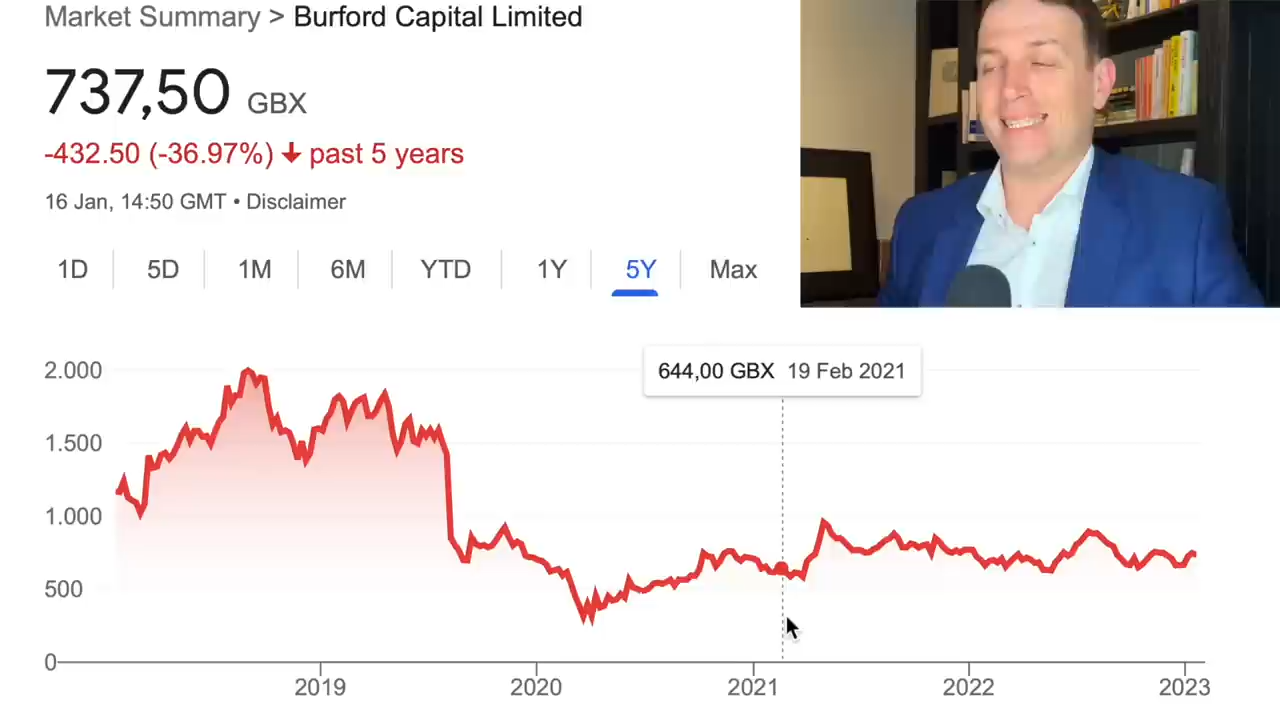 Market Summary > Burford Capital Limited
737,50 GBX
-432.50 (-36.97%) ↓ past 5 years
16 Jan, 14:50 GMT • Disclaimer
1D 5D 1M 6M YTD 1Y 5Y Max
644,00 GBX 19 Feb 2021
2.000
1.500
1.000
500
0
2019 2020 2021 2022 2023